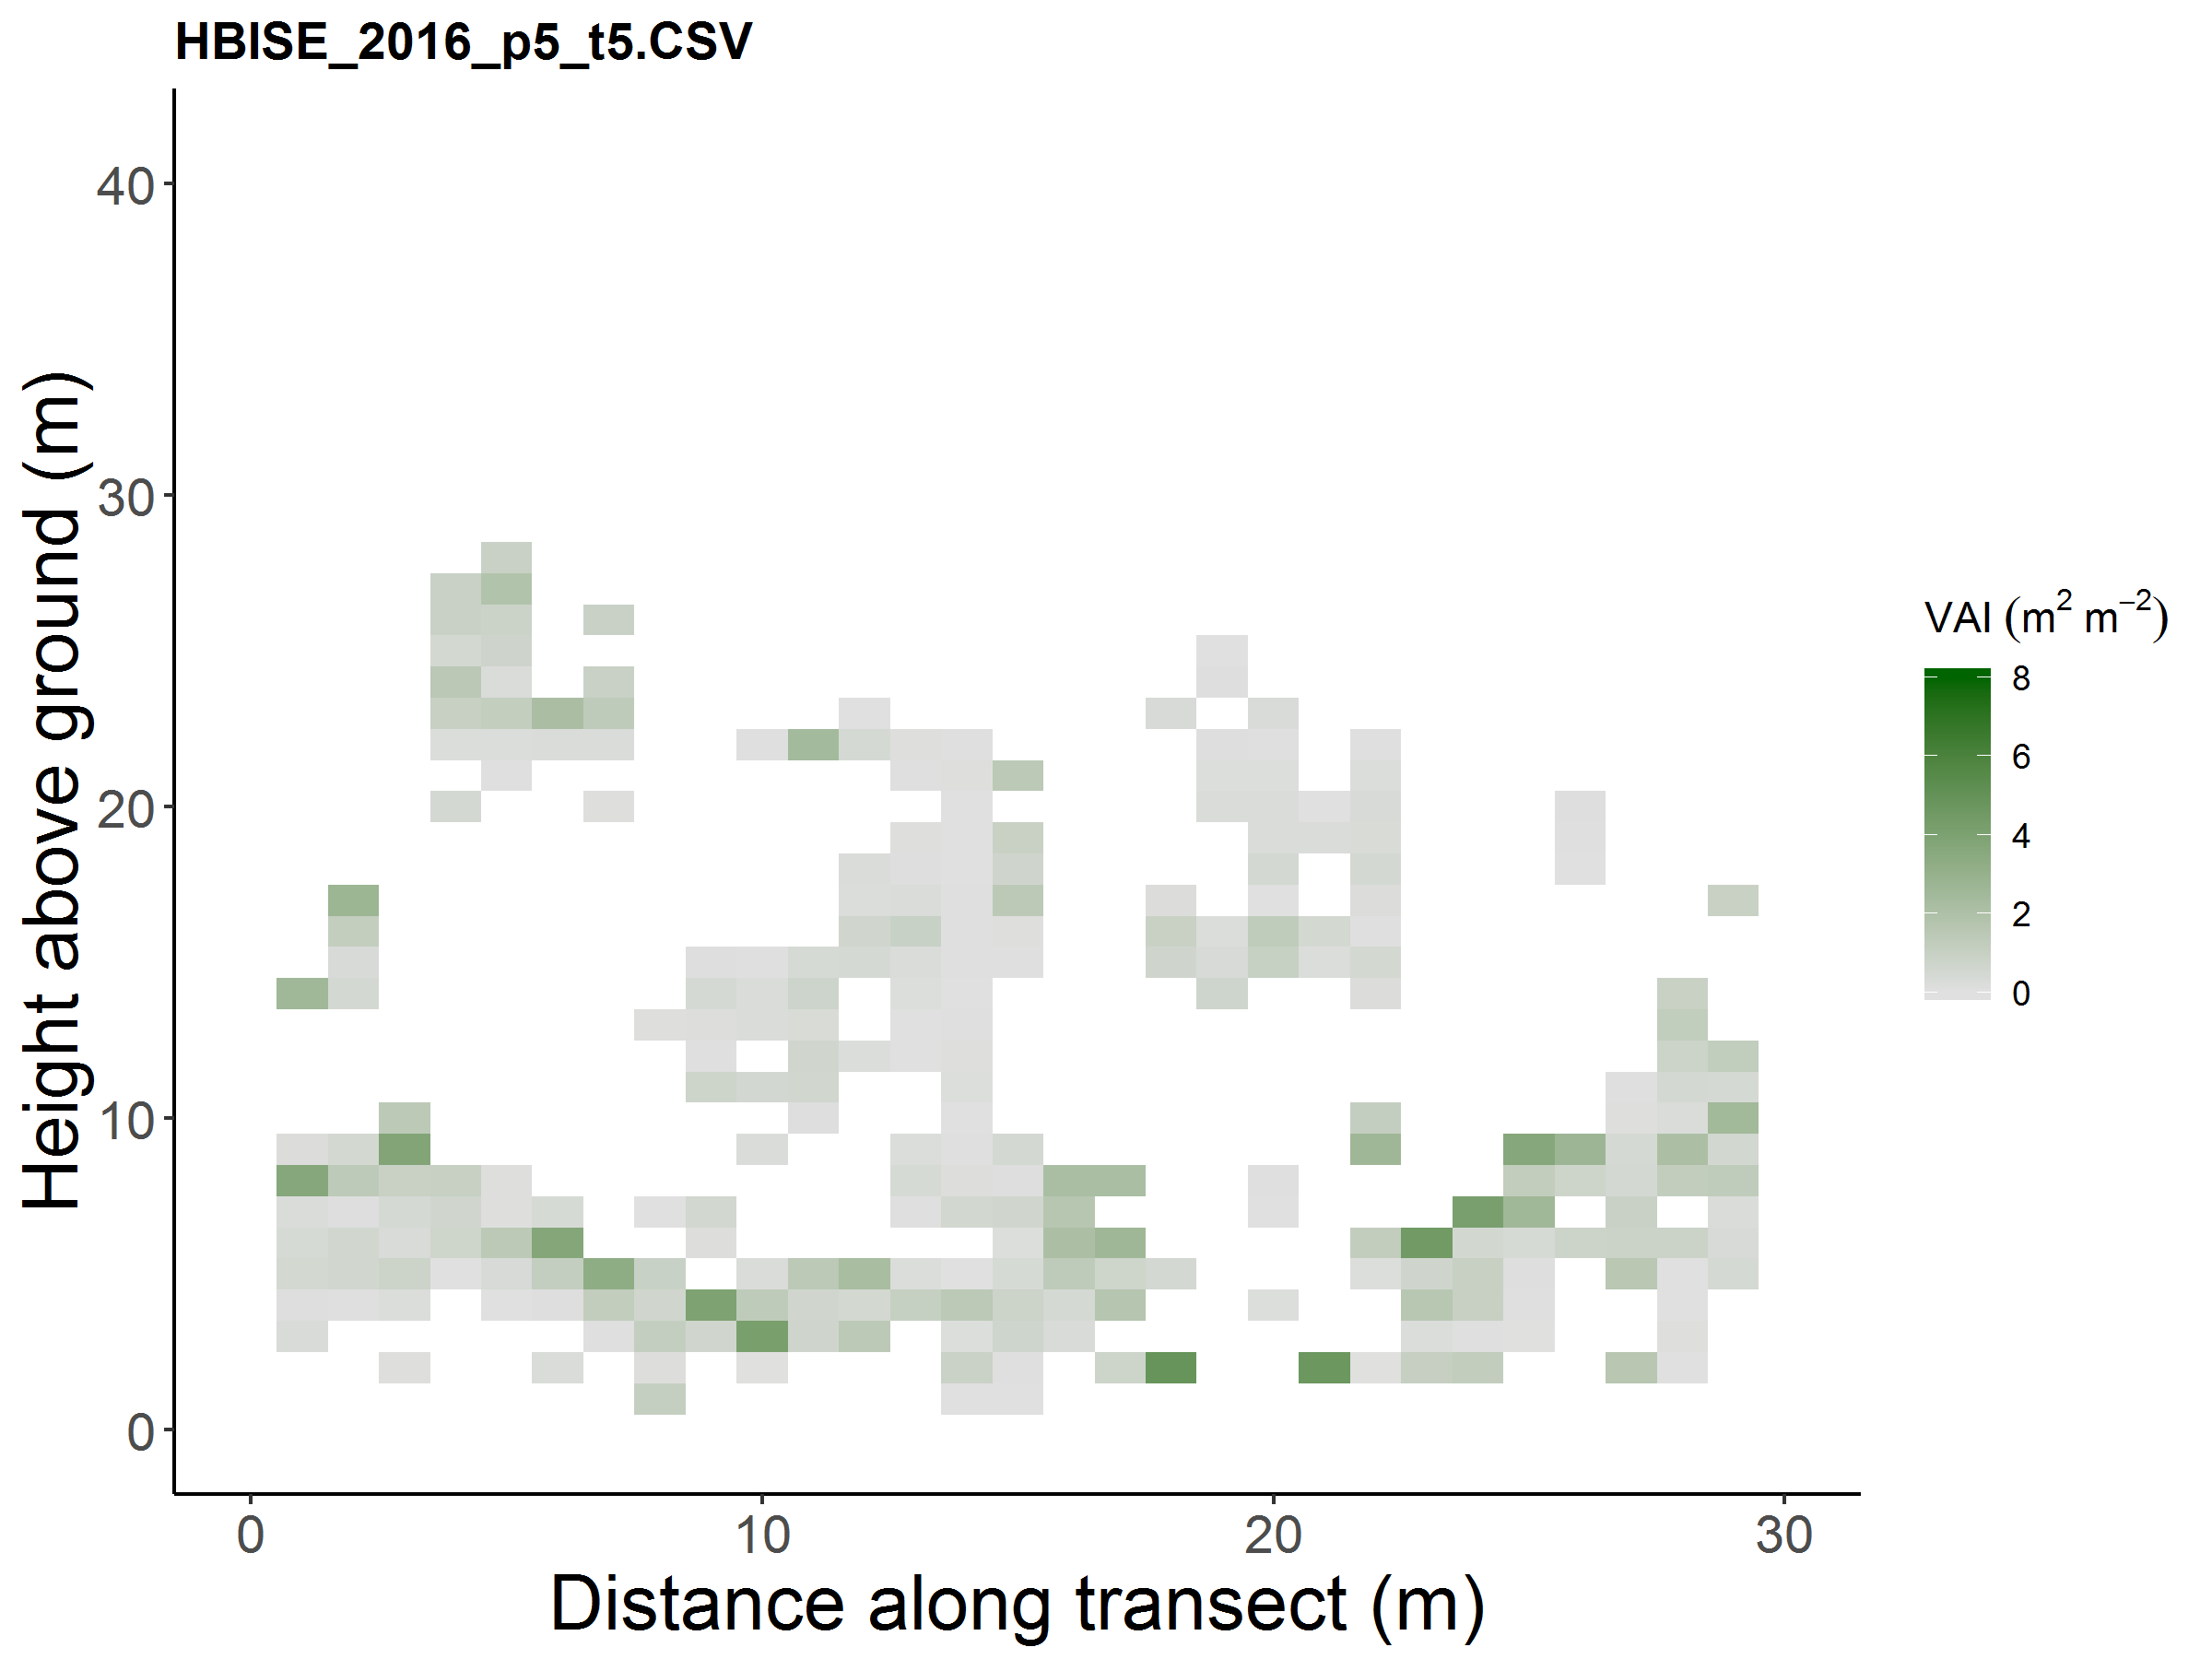 HBISE_2016_p5_t5.CSV
40
30
20
10
0
Height above ground (m)
0 10 20 30
Distance along transect (m)
VAI (m² m⁻²)
8
6
4
2
0